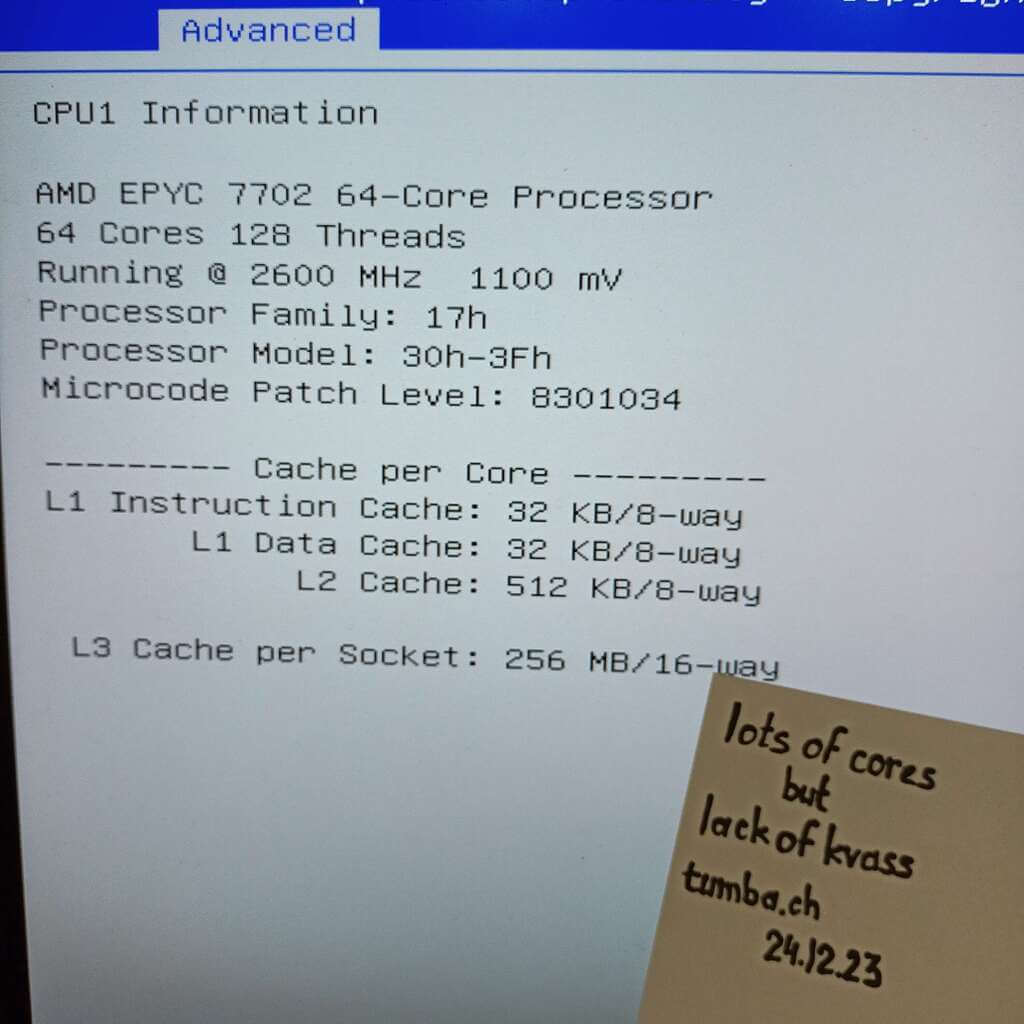 Advanced
CPU1 Information
AMD EPYC 7702 64-Core Processor
64 Cores 128 Threads
Running @ 2600 MHz  1100 mV
Processor Family: 17h
Processor Model: 30h-3Fh
Microcode Patch Level: 8301034
--------- Cache per Core ---------
L1 Instruction Cache: 32 KB/8-way
L1 Data Cache: 32 KB/8-way
L2 Cache: 512 KB/8-way
L3 Cache per Socket: 256 MB/16-way
lots of cores
but
lack of kvass
tumba.ch
24.12.23